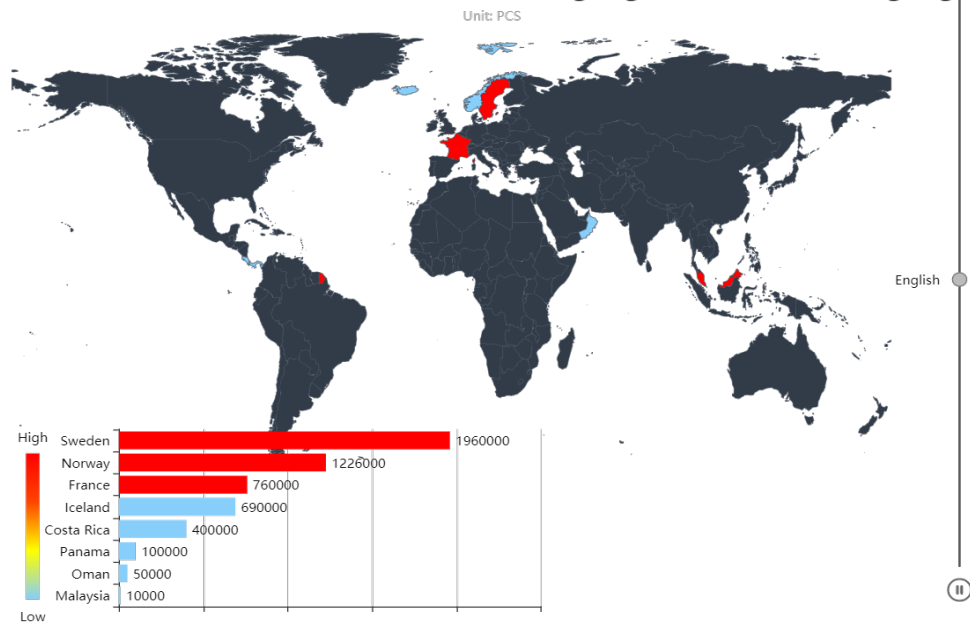 Unit: PCS
English
High
Sweden 1960000
Norway 1226000
France 760000
Iceland 690000
Costa Rica 400000
Panama 100000
Oman 50000
Malaysia 10000
Low